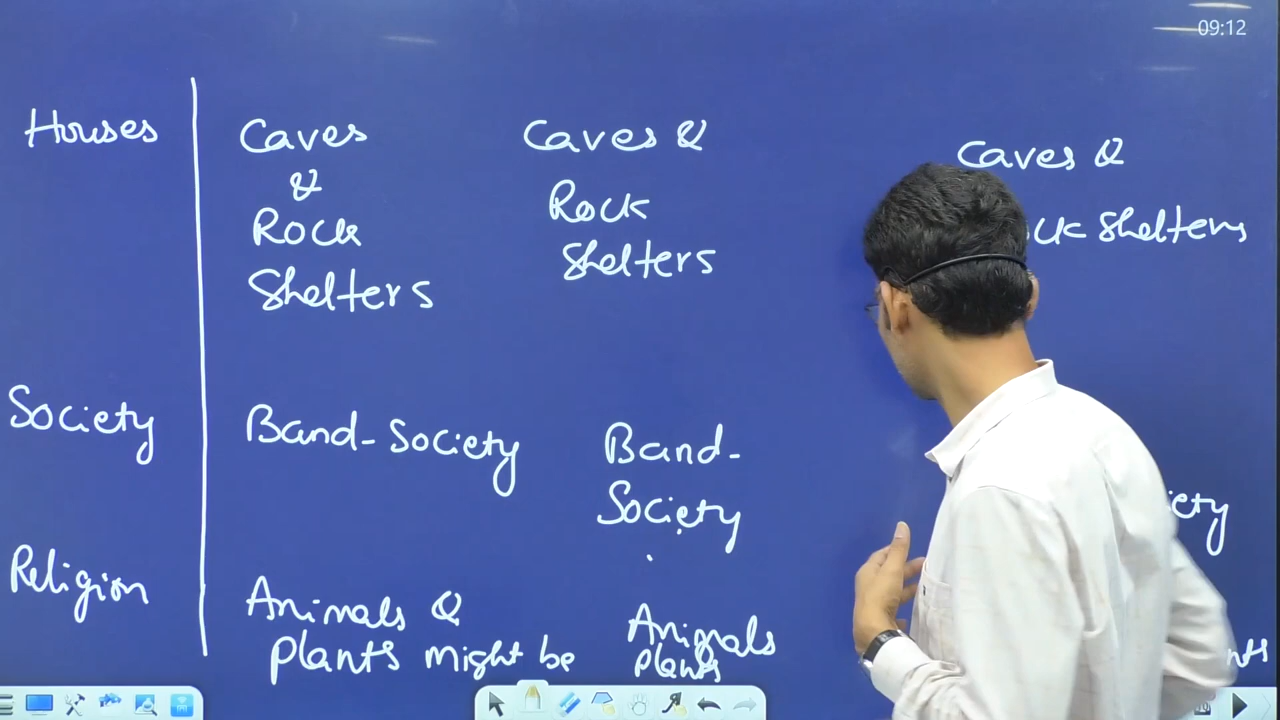 09:12
Houses
Caves
&
Rock
Shelters
Caves &
Rock
Shelters
Caves &
Shelters
Society
Band-Society
Band-
Society
Religion
Animals &
plants might be
Animals
plants